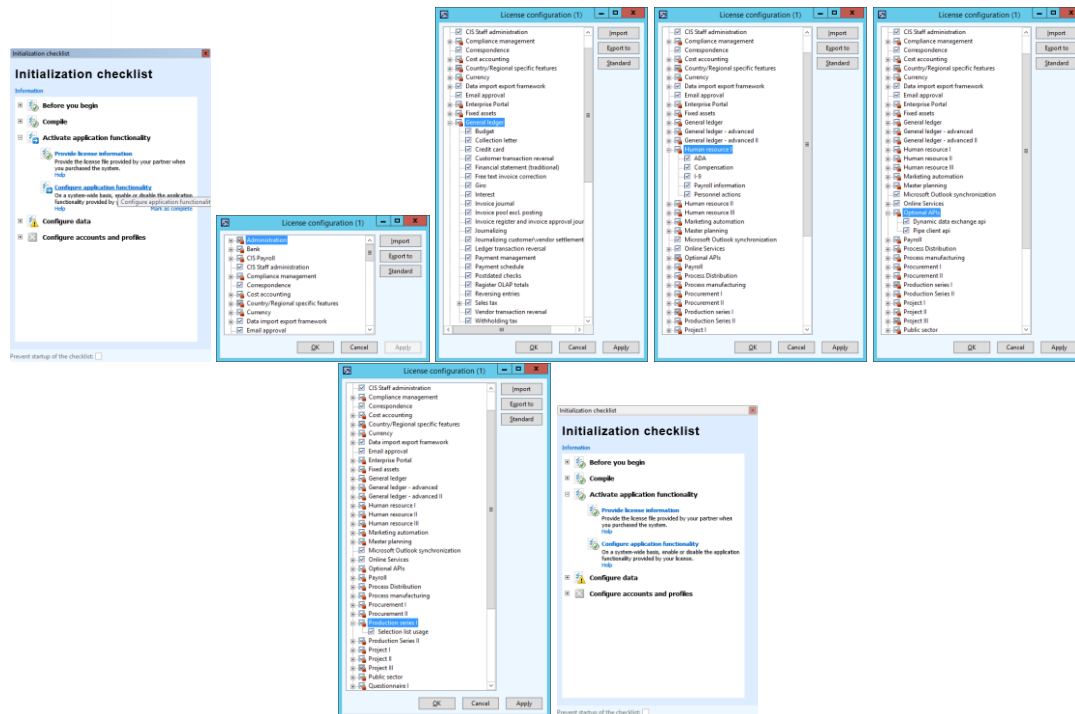 Initialization checklist
Initialization checklist
Information
Before you begin
Compile
Activate application functionality
Provide license information
Provide the license file provided by your partner when
you purchased the system.
Help
Configure application functionality
On a system-wide basis, enable or disable the application
functionality provided by
Configure application functionalit
Help
Mark as complete
Configure data
Configure accounts and profiles
Prevent startup of the checklist:
License configuration (1)
Administration
Bank
CIS Payroll
CIS Staff administration
Compliance management
Correspondence
Cost accounting
Country/Regional specific features
Currency
Data import export framework
Email approval
Import
Export to
Standard
OK
Cancel
Apply
License configuration (1)
CIS Staff administration
Compliance management
Correspondence
Cost accounting
Country/Regional specific features
Currency
Data import export framework
Email approval
Enterprise Portal
Fixed assets
General ledger
Budget
Collection letter
Credit card
Customer transaction reversal
Financial statement (traditional)
Free text invoice correction
Giro
Interest
Invoice journal
Invoice pool excl. posting
Invoice register and invoice approval jour
Journalizing
Journalizing customer/vendor settlement
Ledger transaction reversal
Payment management
Payment schedule
Postdated checks
Register OLAP totals
Reversing entries
Sales tax
Vendor transaction reversal
Withholding tax
Import
Export to
Standard
OK
Cancel
Apply
License configuration (1)
CIS Staff administration
Compliance management
Correspondence
Cost accounting
Country/Regional specific features
Currency
Data import export framework
Email approval
Enterprise Portal
Fixed assets
General ledger
General ledger - advanced
General ledger - advanced II
Human resource I
ADA
Compensation
I-9
Payroll information
Personnel actions
Human resource II
Human resource III
Marketing automation
Master planning
Microsoft Outlook synchronization
Online Services
Optional APIs
Payroll
Process Distribution
Process manufacturing
Procurement I
Procurement II
Production series I
Production Series II
Project I
Import
Export to
Standard
OK
Cancel
Apply
License configuration (1)
CIS Staff administration
Compliance management
Correspondence
Cost accounting
Country/Regional specific features
Currency
Data import export framework
Email approval
Enterprise Portal
Fixed assets
General ledger
General ledger - advanced
General ledger - advanced II
Human resource I
Human resource II
Human resource III
Marketing automation
Master planning
Microsoft Outlook synchronization
Online Services
Optional APIs
Dynamic data exchange api
Pipe client api
Payroll
Process Distribution
Process manufacturing
Procurement I
Procurement II
Production series I
Production Series II
Project I
Project II
Project III
Public sector
Import
Export to
Standard
OK
Cancel
Apply
License configuration (1)
CIS Staff administration
Compliance management
Correspondence
Cost accounting
Country/Regional specific features
Currency
Data import export framework
Email approval
Enterprise Portal
Fixed assets
General ledger
General ledger - advanced
General ledger - advanced II
Human resource I
Human resource II
Human resource III
Marketing automation
Master planning
Microsoft Outlook synchronization
Online Services
Optional APIs
Payroll
Process Distribution
Process manufacturing
Procurement I
Procurement II
Production series I
Selection list usage
Production Series II
Project I
Project II
Project III
Public sector
Questionnaire I
Import
Export to
Standard
OK
Cancel
Apply
Initialization checklist
Initialization checklist
Information
Before you begin
Compile
Activate application functionality
Provide license information
Provide the license file provided by your partner when
you purchased the system.
Help
Configure application functionality
On a system-wide basis, enable or disable the application
functionality provided by your license.
Help
Configure data
Configure accounts and profiles
Prevent startup of the checklist: